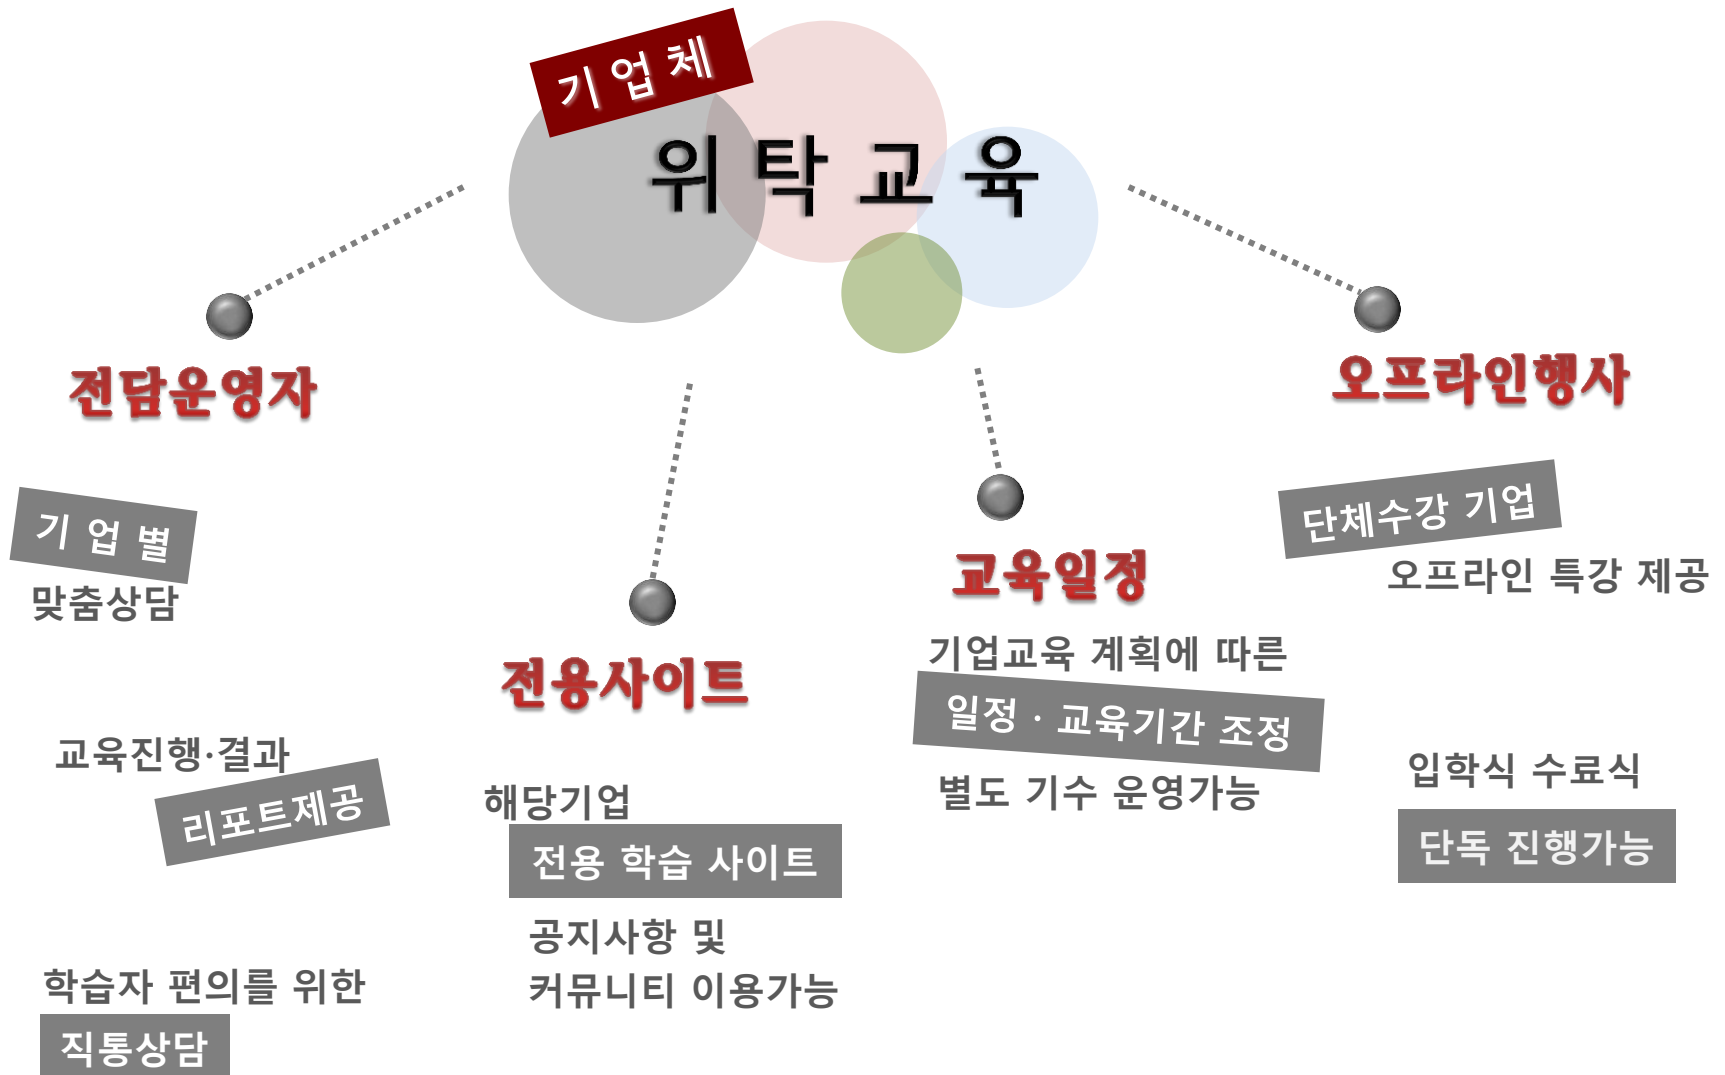 기 업 체
위 탁 교 육
전담운영자
기 업 별
맞춤상담
교육진행·결과
리포트제공
학습자 편의를 위한
직통상담
전용사이트
해당기업
전용 학습 사이트
공지사항 및
커뮤니티 이용가능
교육일정
기업교육 계획에 따른
일정 · 교육기간 조정
별도 기수 운영가능
오프라인행사
단체수강 기업
오프라인 특강 제공
입학식 수료식
단독 진행가능